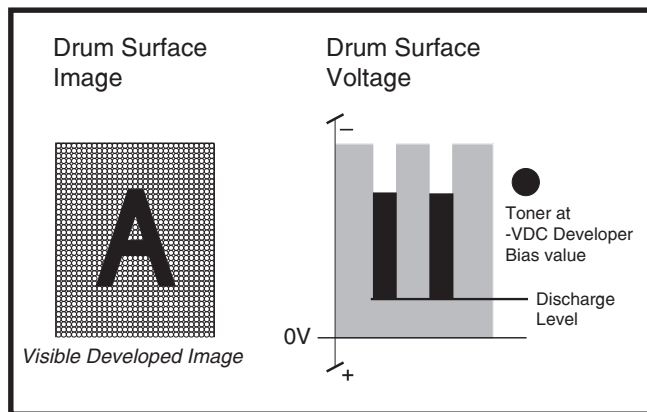 Drum Surface
Image
Drum Surface
Voltage
A
Visible Developed Image
–
Toner at
-VDC Developer
Bias value
Discharge
Level
0V
+